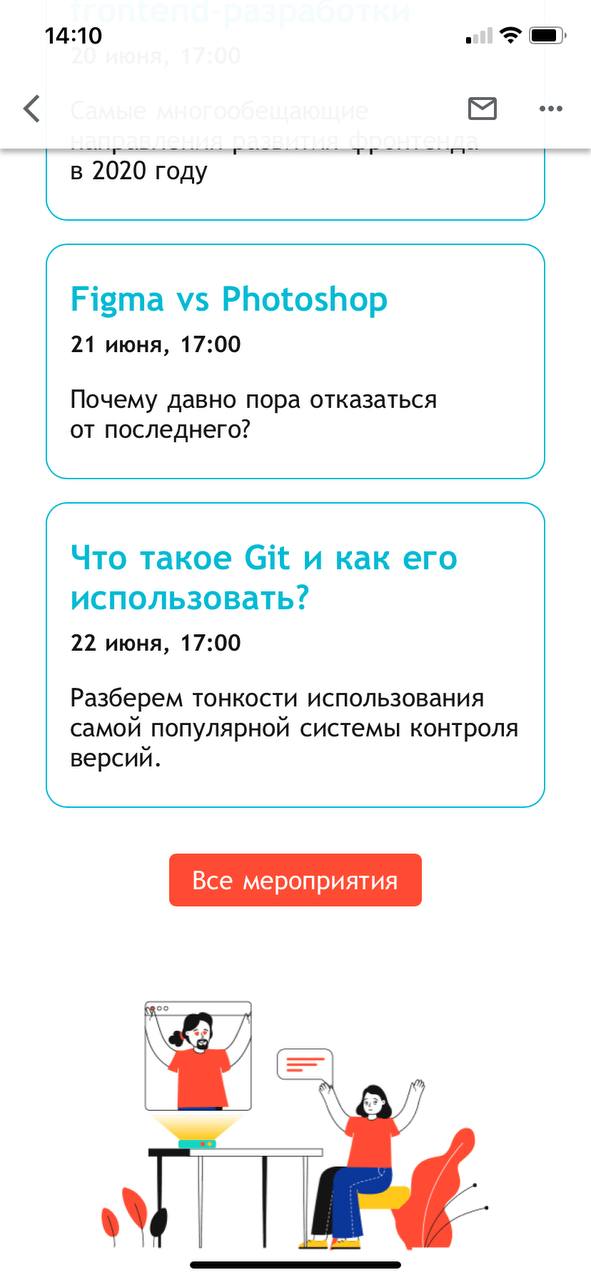 frontend-разработки
14:10
20 июня, 17:00
Самые многообещающие
направления развития фронтенда
в 2020 году
Figma vs Photoshop
21 июня, 17:00
Почему давно пора отказаться
от последнего?
Что такое Git и как его
использовать?
22 июня, 17:00
Разберем тонкости использования
самой популярной системы контроля
версий.
Все мероприятия